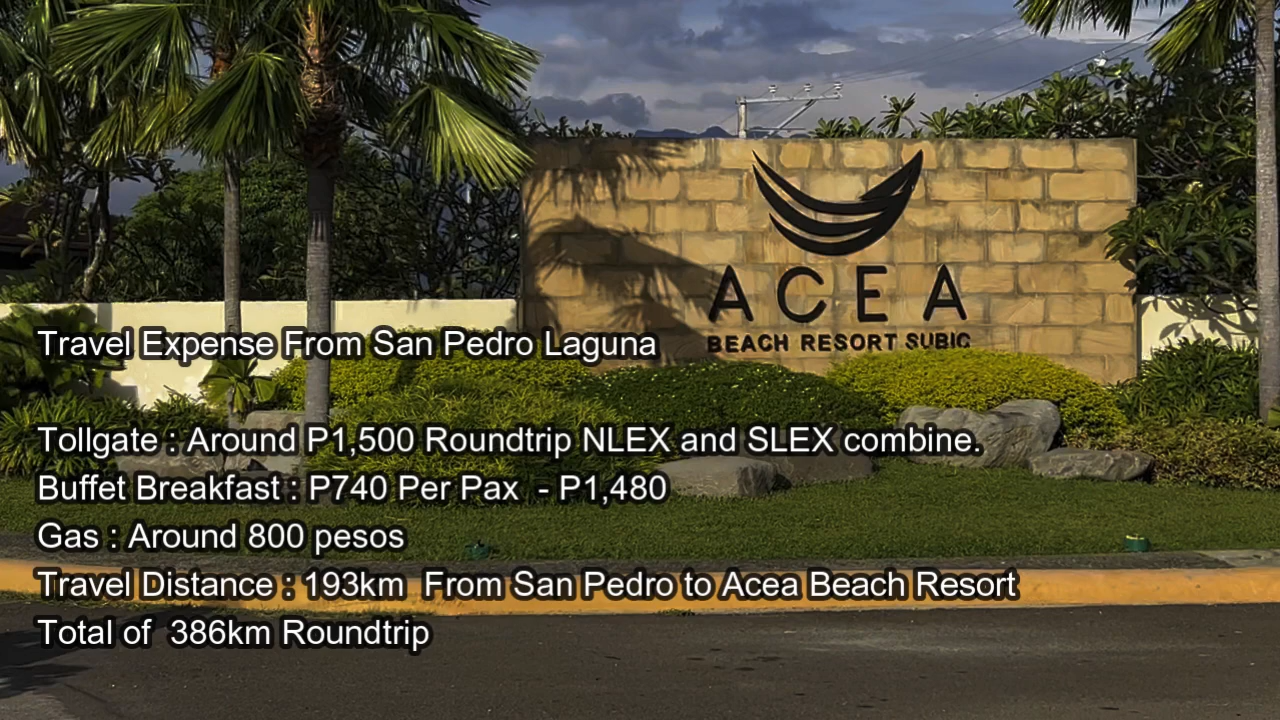 ACEA
BEACH RESORT SUBIC
Travel Expense From San Pedro Laguna
Tollgate : Around P1,500 Roundtrip NLEX and SLEX combine.
Buffet Breakfast : P740 Per Pax - P1,480
Gas : Around 800 pesos
Travel Distance : 193km From San Pedro to Acea Beach Resort
Total of 386km Roundtrip